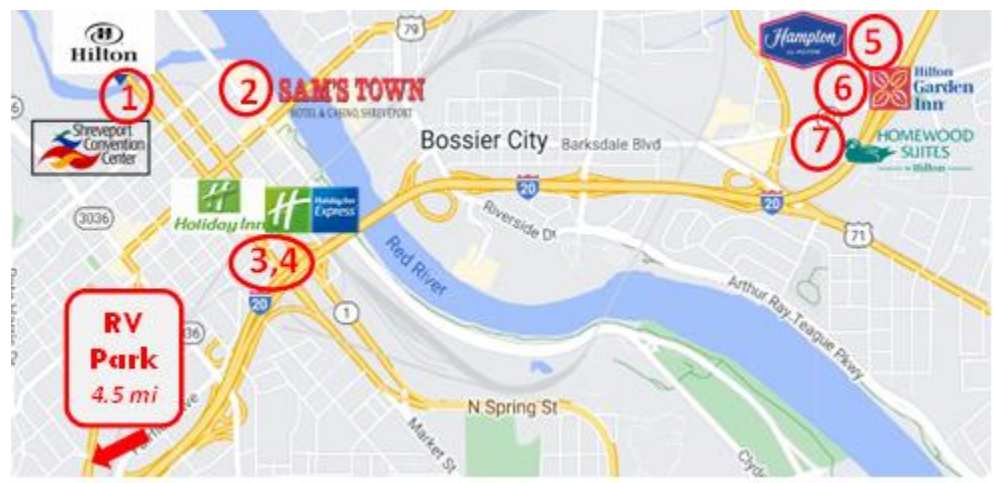 Hilton
1
2
SAM'S TOWN
HOTEL & CASINO, SHREVEPORT
79
Hampton
by HILTON
5
6
Hilton
Garden
Inn
7
HOMEWOOD
SUITES
by Hilton
Shreveport
Convention
Center
Bossier City
Barksdale Blvd
20
20
71
3036
Holiday Inn
Holiday Inn
Express
H
H
3,4
20
Riverside Dr
Red River
1
Arthur Ray Teague Pkwy
RV
Park
4.5 mi
36
N Spring St
Market St
Clyde